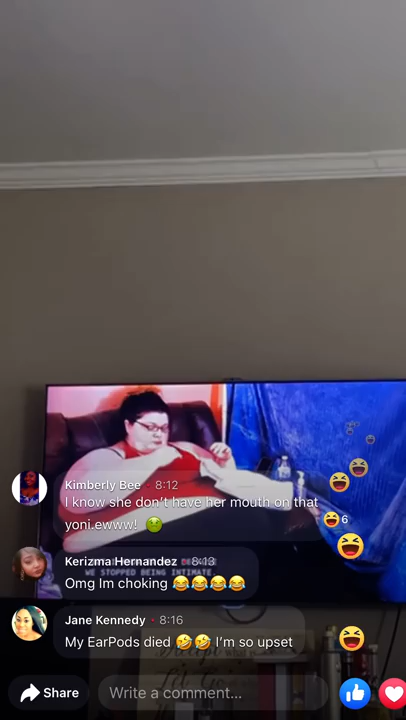 Kimberly Bee · 8:12
I know she don't have her mouth on that
yoni.ewww! 🤢
6
Kerizma Hernandez · 8:13
WE STOPPED BEING INTIMATE
Omg Im choking 😂😂😂😂
Jane Kennedy · 8:16
My EarPods died 🤣🤣 I'm so upset
Share
Write a comment...